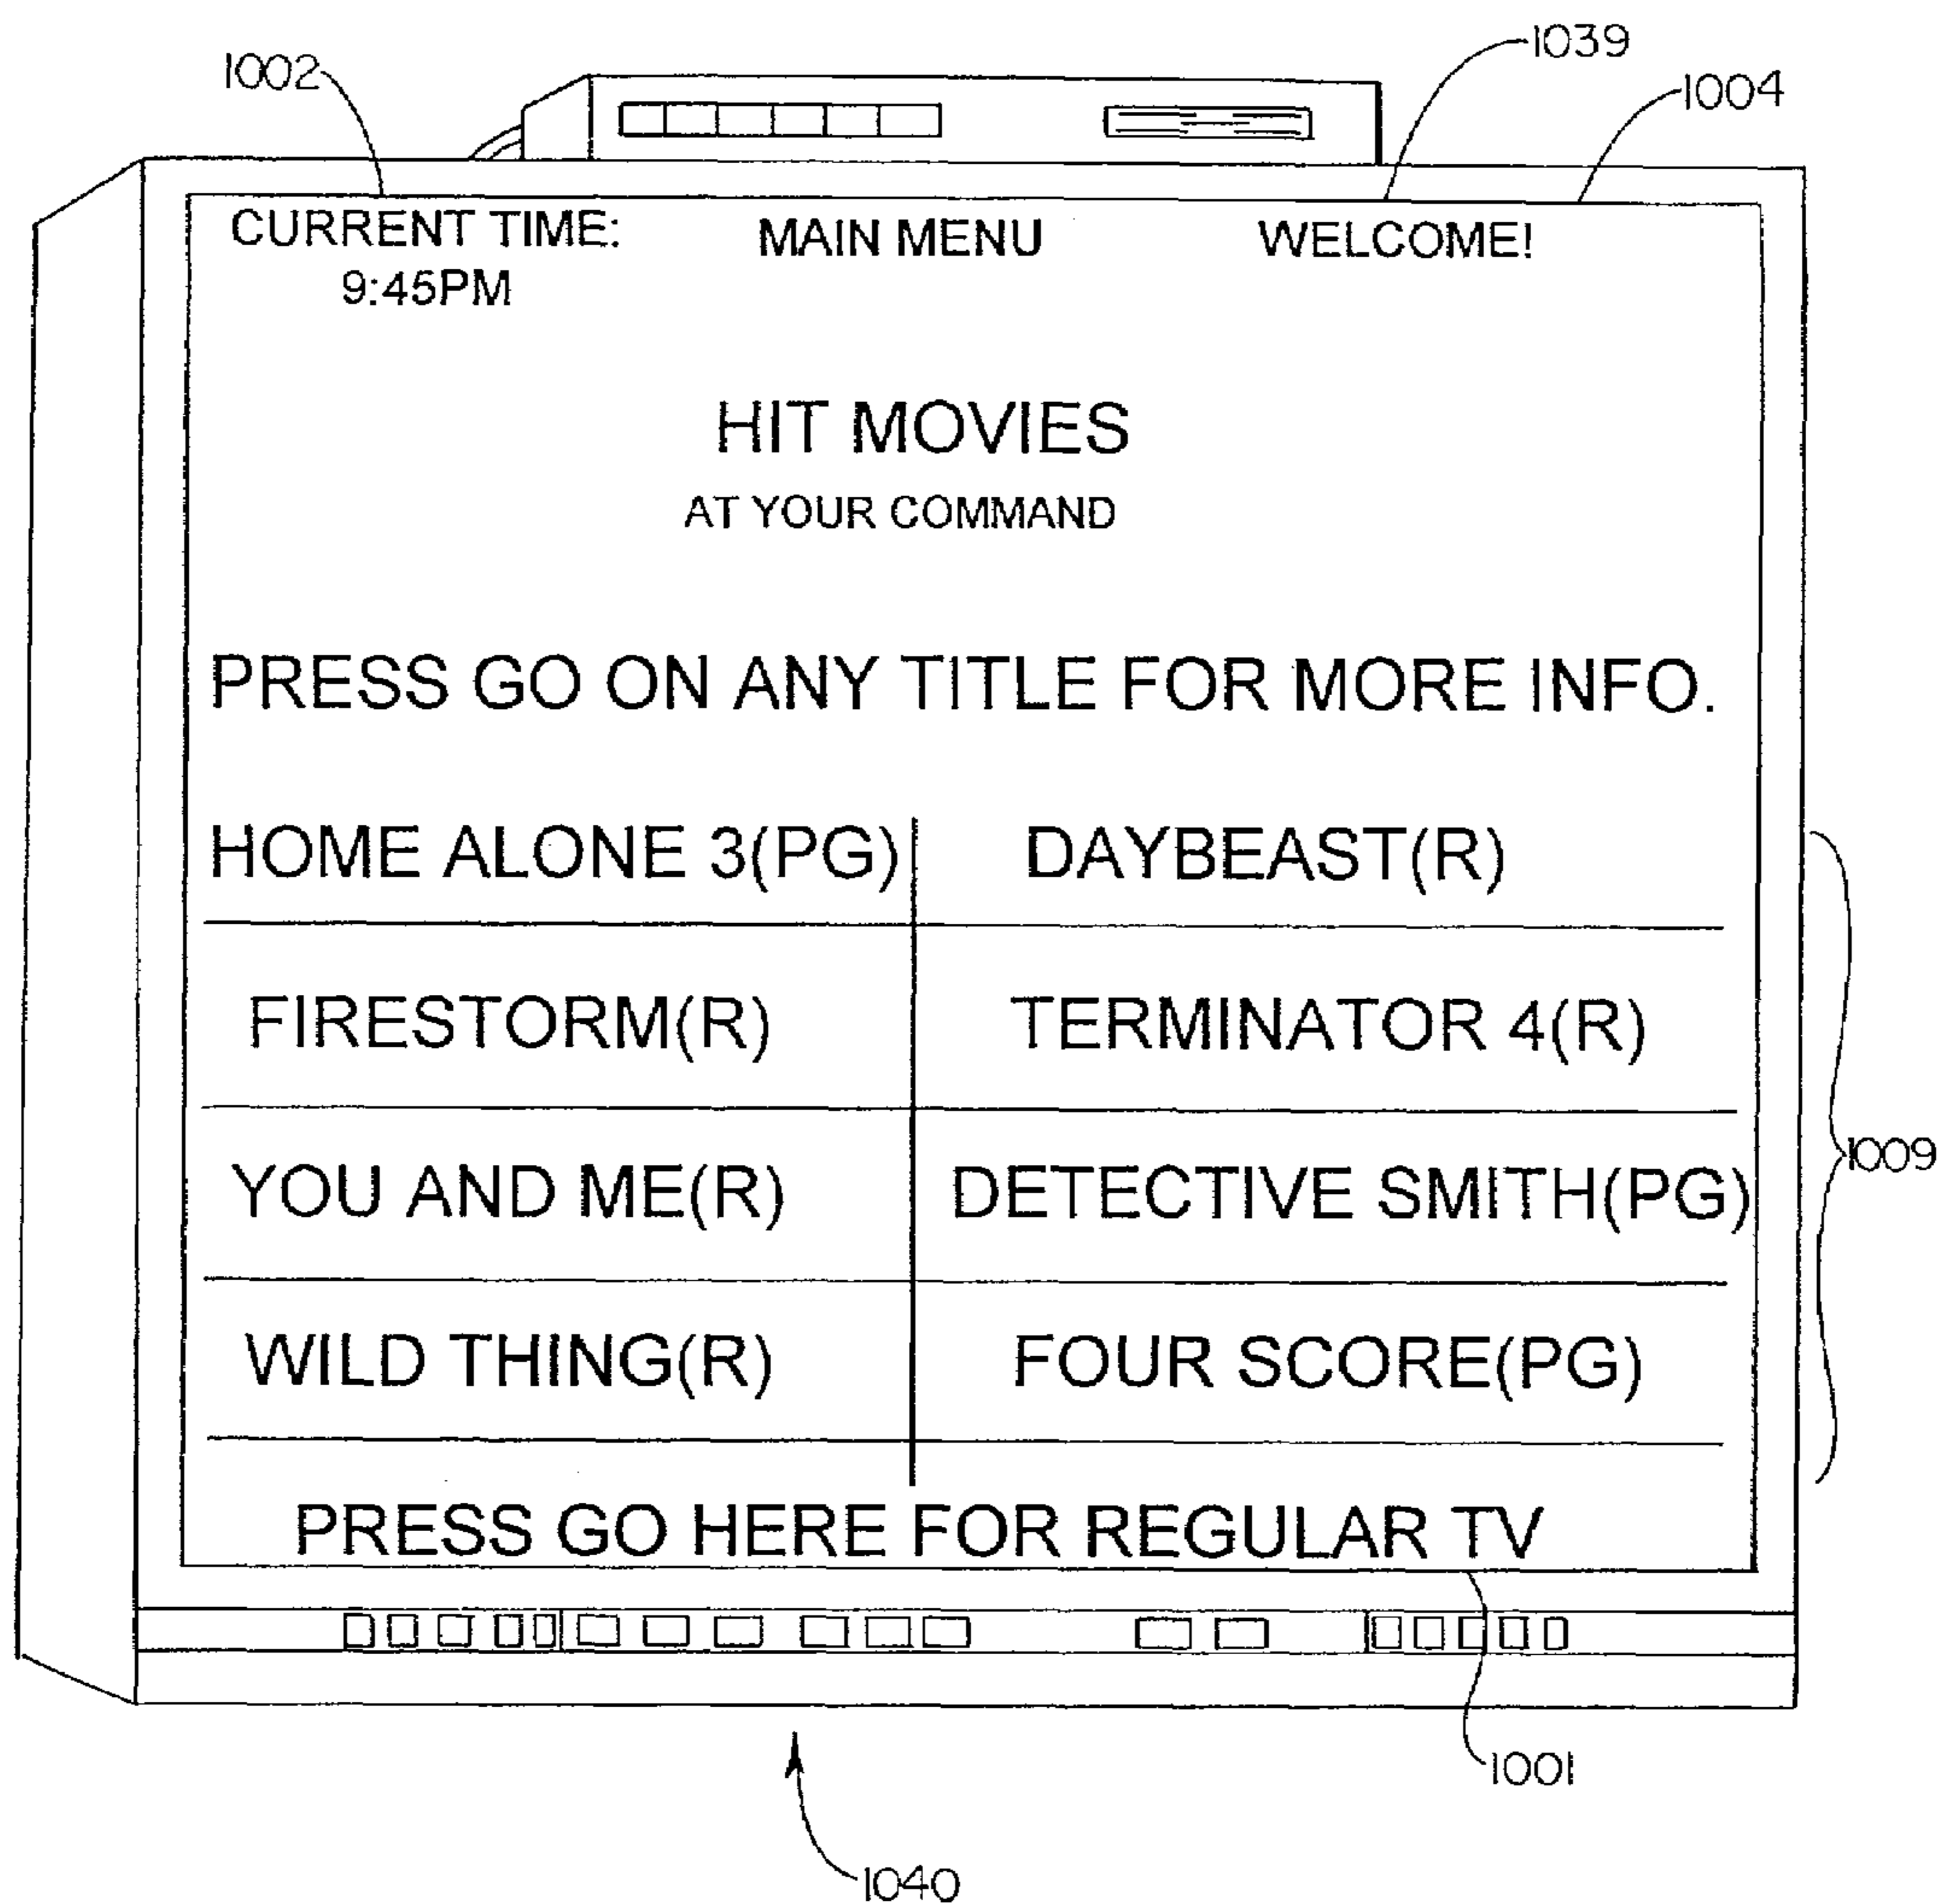 1039
1002
1004
CURRENT TIME: MAIN MENU WELCOME!
9:45PM
HIT MOVIES
AT YOUR COMMAND
PRESS GO ON ANY TITLE FOR MORE INFO.
HOME ALONE 3(PG) DAYBEAST(R)
FIRESTORM(R) TERMINATOR 4(R)
1009
YOU AND ME(R) DETECTIVE SMITH(PG)
WILD THING(R) FOUR SCORE(PG)
PRESS GO HERE FOR REGULAR TV
1001
1040